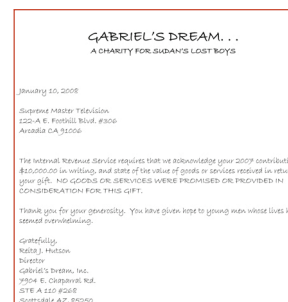 GABRIEL'S DREAM...
A CHARITY FOR SUDAN'S LOST BOYS
January 10, 2008
Supreme Master Television
122-A E. Foothill Blvd. #306
Arcadia CA 91006
The Internal Revenue Service requires that we acknowledge your 2007
$10,000.00 in writing, and state of the value of goods or services received in
your gift. NO GOODS OR SERVICES WERE PROMISED OR PROVIDED IN
CONSIDERATION FOR THIS GIFT.
Thank you for your generosity. You have given hope to young men whose lives
seemed overwhelming.
Gratefully,
Reita J. Hutson
Director
Gabriel's Dream, Inc.
7904 E. Chaparral Rd.
STE A 110 #268
Scottsdale AZ. 85250